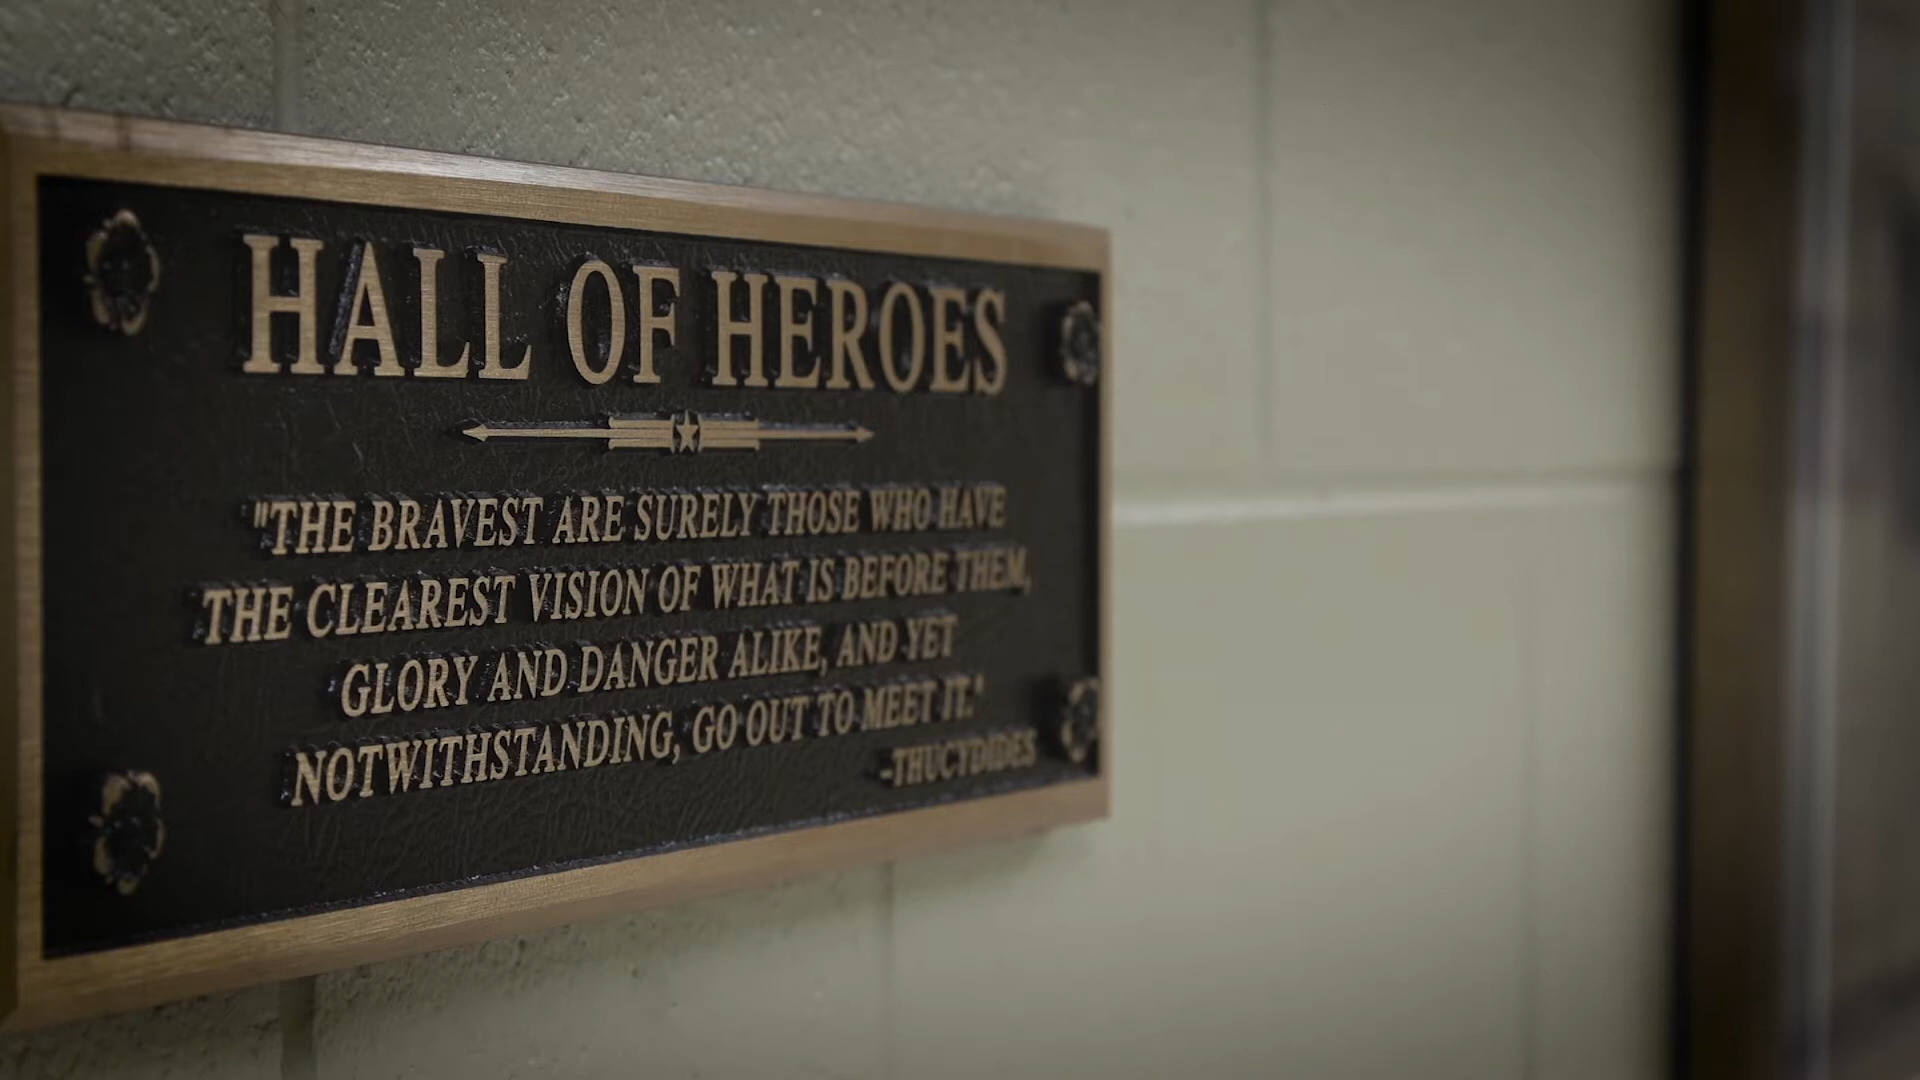 HALL OF HEROES
"THE BRAVEST ARE SURELY THOSE WHO HAVE
THE CLEAREST VISION OF WHAT IS BEFORE THEM,
GLORY AND DANGER ALIKE, AND YET
NOTWITHSTANDING, GO OUT TO MEET IT."
-THUCYDIDES